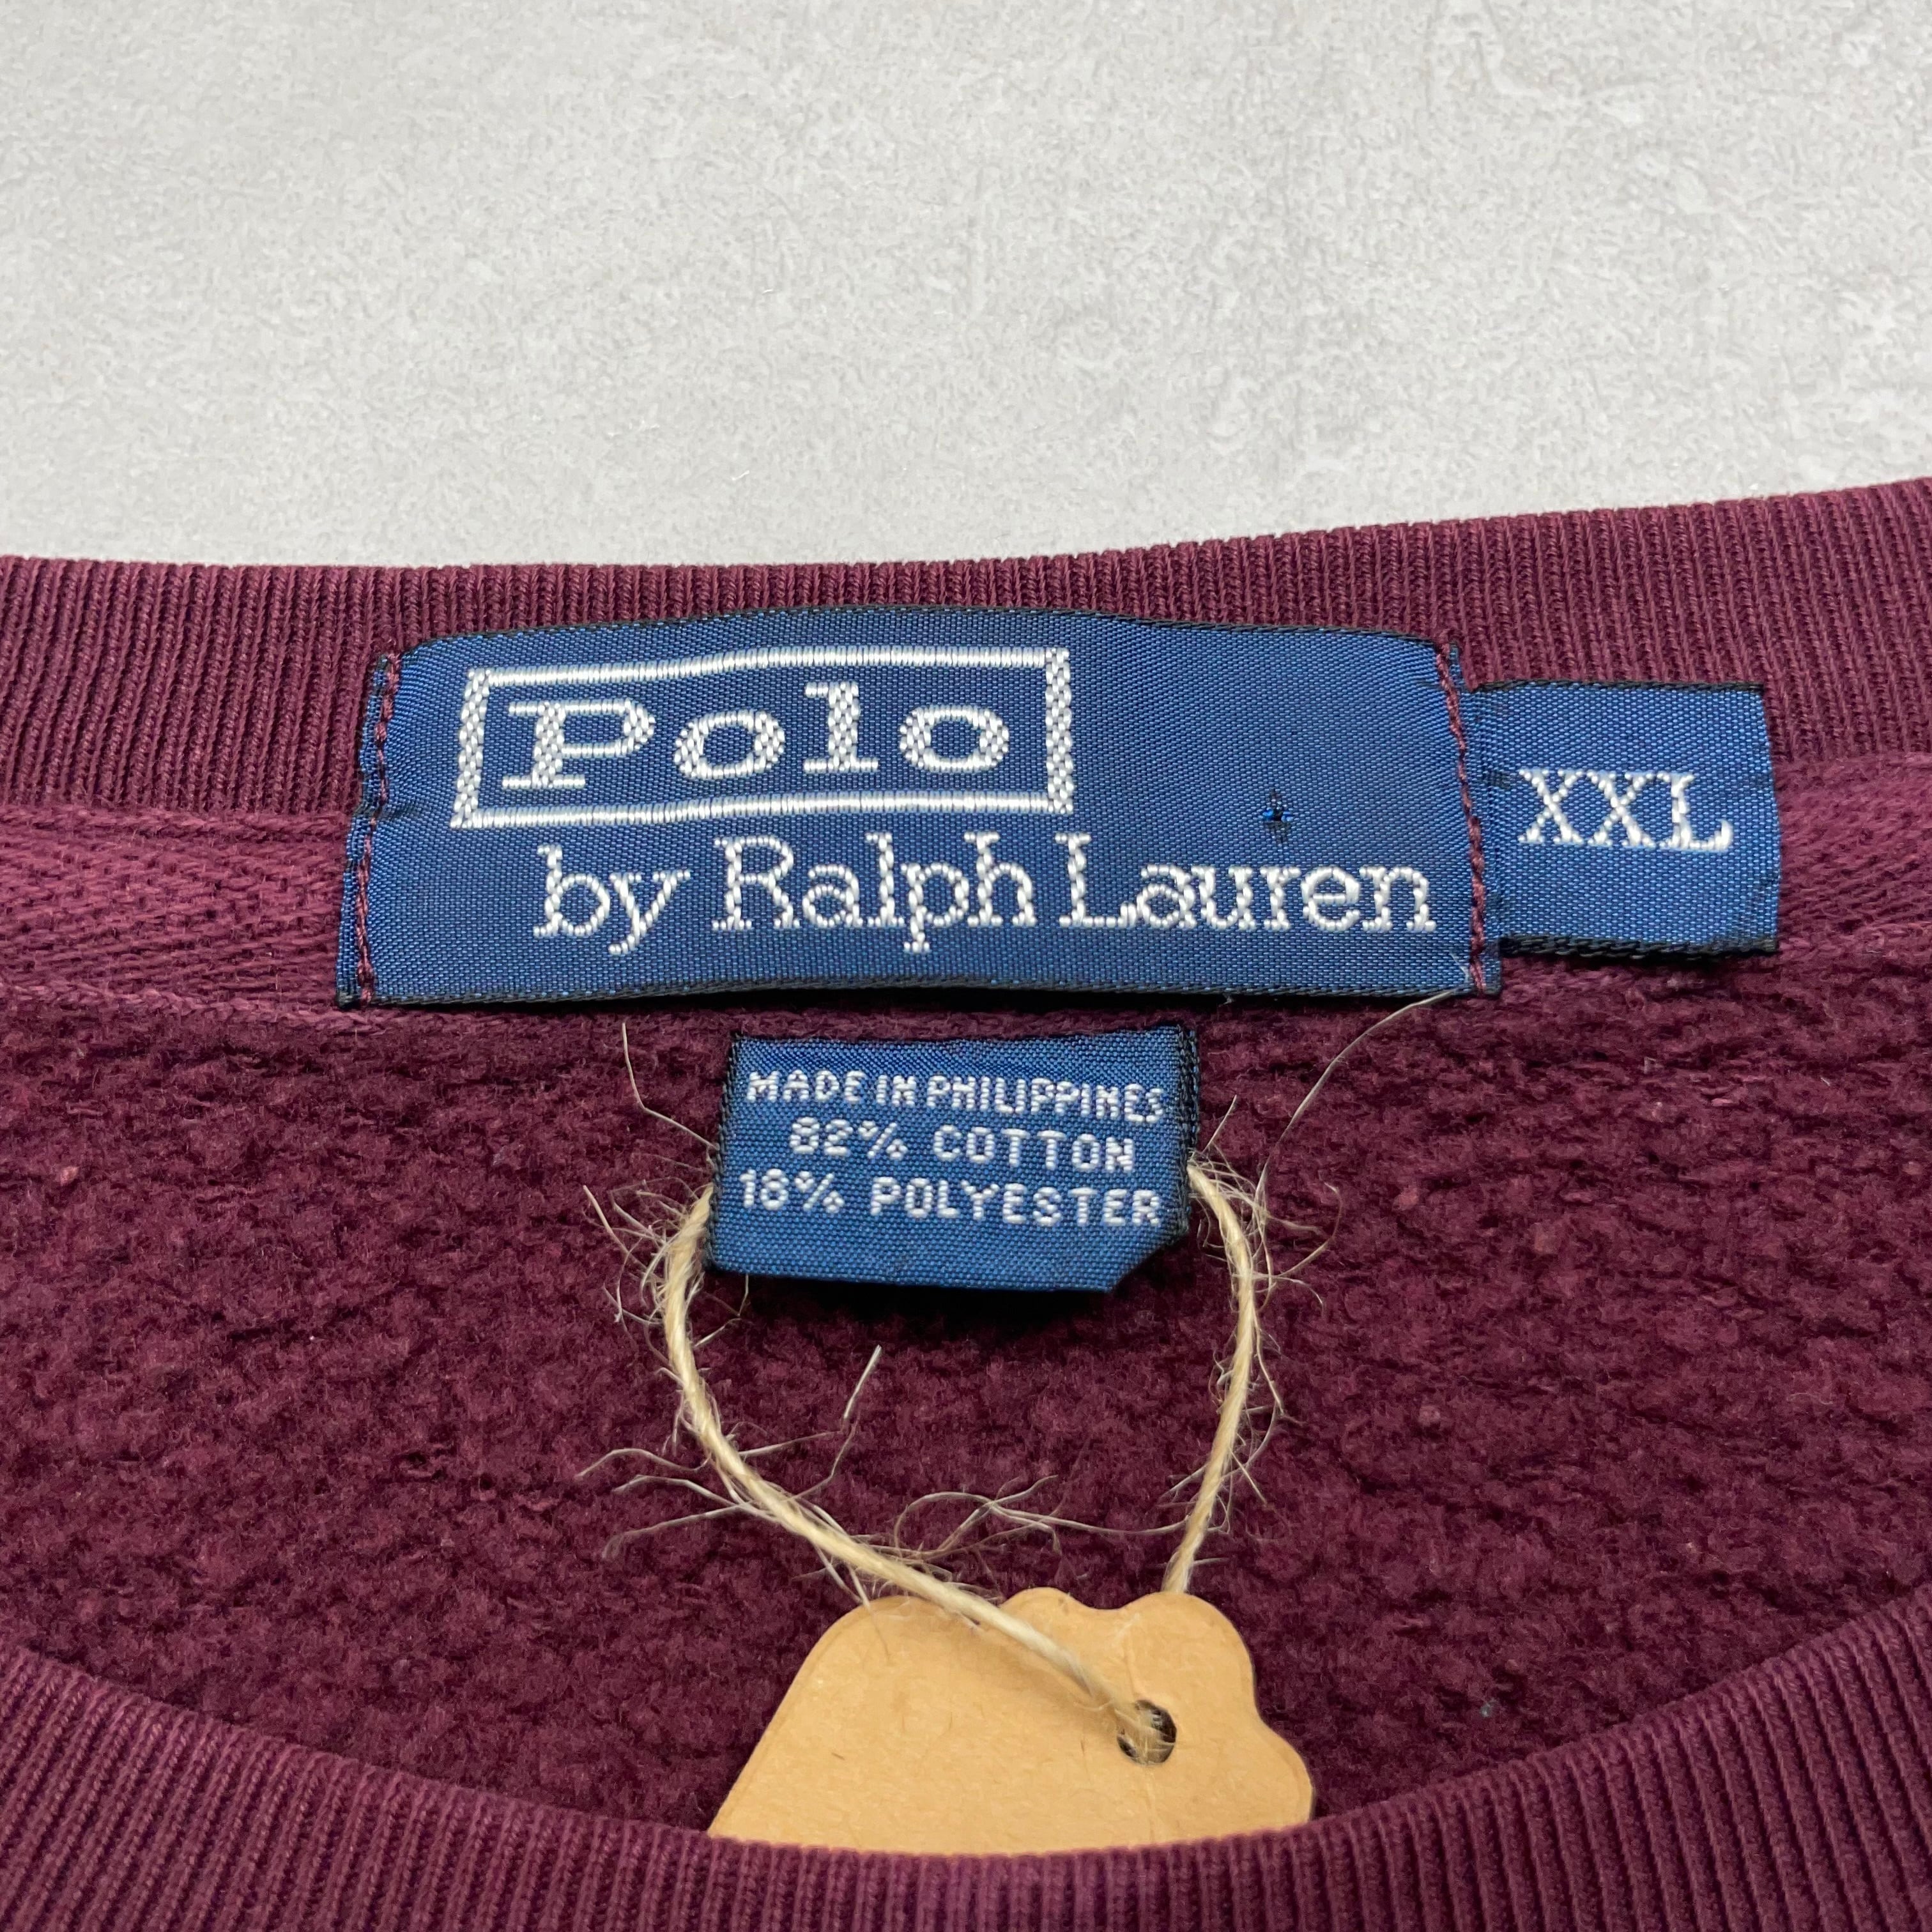 Polo
by Ralph Lauren
XXL
MADE IN PHILIPPINES
82% COTTON
18% POLYESTER